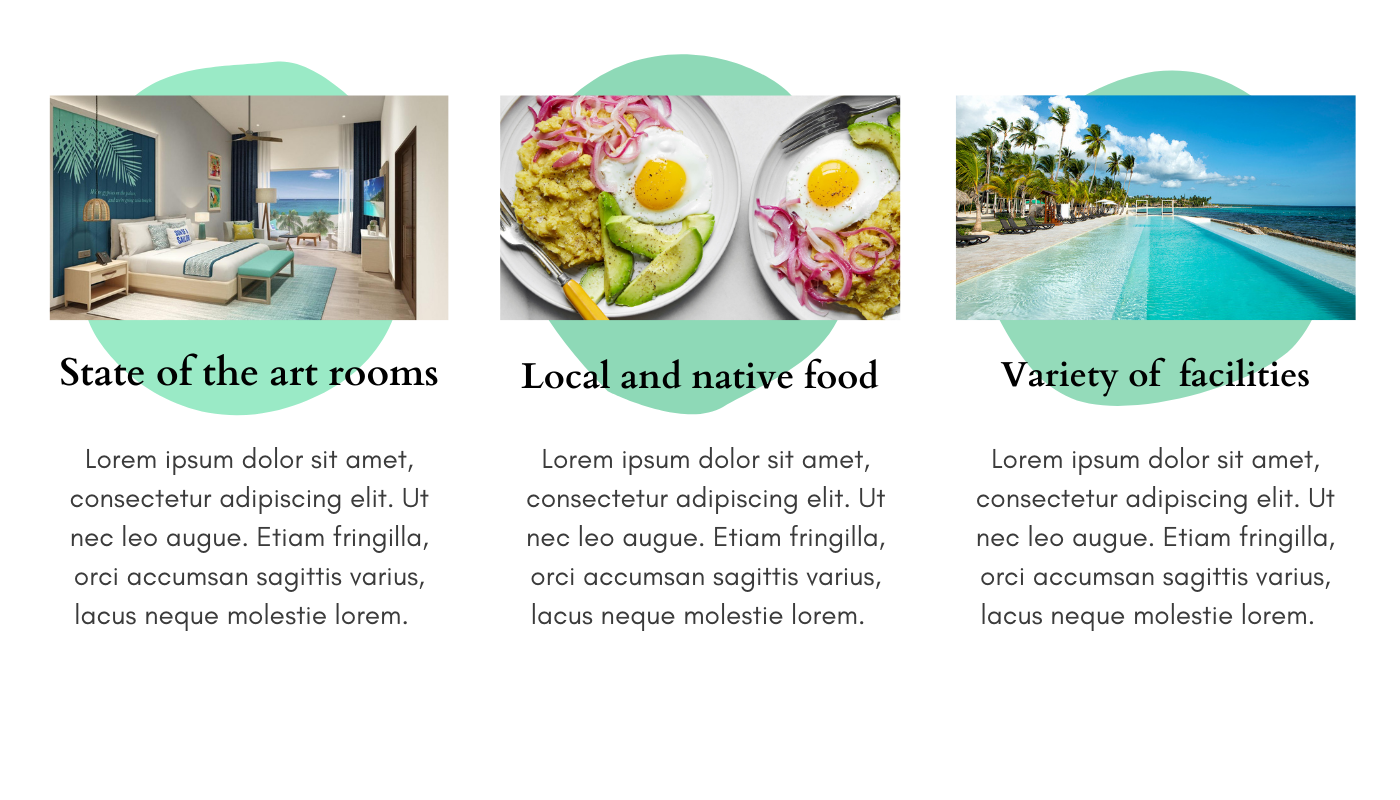 State of the art rooms
Lorem ipsum dolor sit amet,
consectetur adipiscing elit. Ut
nec leo augue. Etiam fringilla,
orci accumsan sagittis varius,
lacus neque molestie lorem.
Local and native food
Lorem ipsum dolor sit amet,
consectetur adipiscing elit. Ut
nec leo augue. Etiam fringilla,
orci accumsan sagittis varius,
lacus neque molestie lorem.
Variety of facilities
Lorem ipsum dolor sit amet,
consectetur adipiscing elit. Ut
nec leo augue. Etiam fringilla,
orci accumsan sagittis varius,
lacus neque molestie lorem.